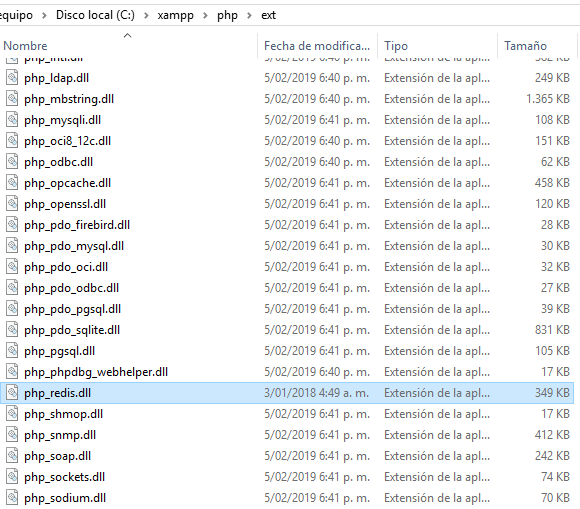 equipo > Disco local (C:) > xampp > php > ext
Nombre Fecha de modifica... Tipo Tamaño
php_intl.dll 5/02/2019 6:40 p. m. Extensión de la apl... 362 KB
php_ldap.dll 5/02/2019 6:40 p. m. Extensión de la apl... 249 KB
php_mbstring.dll 5/02/2019 6:40 p. m. Extensión de la apl... 1.365 KB
php_mysqli.dll 5/02/2019 6:41 p. m. Extensión de la apl... 108 KB
php_oci8_12c.dll 5/02/2019 6:40 p. m. Extensión de la apl... 151 KB
php_odbc.dll 5/02/2019 6:40 p. m. Extensión de la apl... 62 KB
php_opcache.dll 5/02/2019 6:41 p. m. Extensión de la apl... 458 KB
php_openssl.dll 5/02/2019 6:41 p. m. Extensión de la apl... 120 KB
php_pdo_firebird.dll 5/02/2019 6:41 p. m. Extensión de la apl... 28 KB
php_pdo_mysql.dll 5/02/2019 6:41 p. m. Extensión de la apl... 30 KB
php_pdo_oci.dll 5/02/2019 6:41 p. m. Extensión de la apl... 32 KB
php_pdo_odbc.dll 5/02/2019 6:41 p. m. Extensión de la apl... 27 KB
php_pdo_pgsql.dll 5/02/2019 6:41 p. m. Extensión de la apl... 39 KB
php_pdo_sqlite.dll 5/02/2019 6:41 p. m. Extensión de la apl... 831 KB
php_pgsql.dll 5/02/2019 6:41 p. m. Extensión de la apl... 105 KB
php_phpdbg_webhelper.dll 5/02/2019 6:40 p. m. Extensión de la apl... 17 KB
php_redis.dll 3/01/2018 4:49 a. m. Extensión de la apl... 349 KB
php_shmop.dll 5/02/2019 6:41 p. m. Extensión de la apl... 17 KB
php_snmp.dll 5/02/2019 6:41 p. m. Extensión de la apl... 412 KB
php_soap.dll 5/02/2019 6:41 p. m. Extensión de la apl... 242 KB
php_sockets.dll 5/02/2019 6:41 p. m. Extensión de la apl... 74 KB
php_sodium.dll 5/02/2019 6:41 p. m. Extensión de la apl... 70 KB